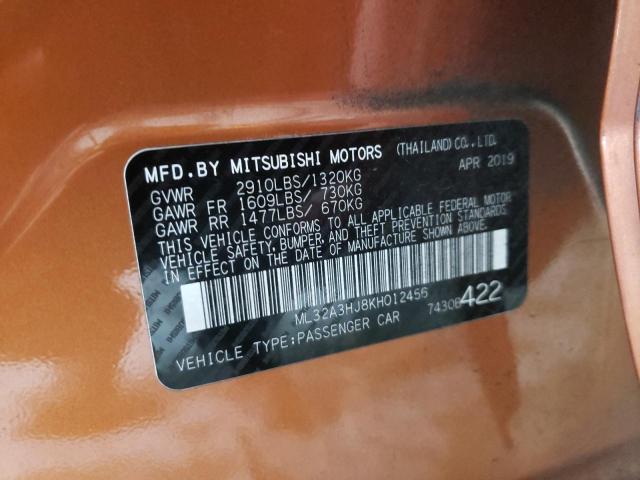 MFD.BY MITSUBISHI MOTORS (THAILAND) CO.,LTD.
APR 2019
GVWR 2910LBS/1320KG
GAWR FR 1609LBS/ 730KG
GAWR RR 1477LBS/ 670KG
THIS VEHICLE CONFORMS TO ALL APPLICABLE FEDERAL MOTOR
VEHICLE SAFETY, BUMPER, AND THEFT PREVENTION STANDARDS
IN EFFECT ON THE DATE OF MANUFACTURE SHOWN ABOVE.
ML32A3HJ8KH012456
74306 422
VEHICLE TYPE:PASSENGER CAR